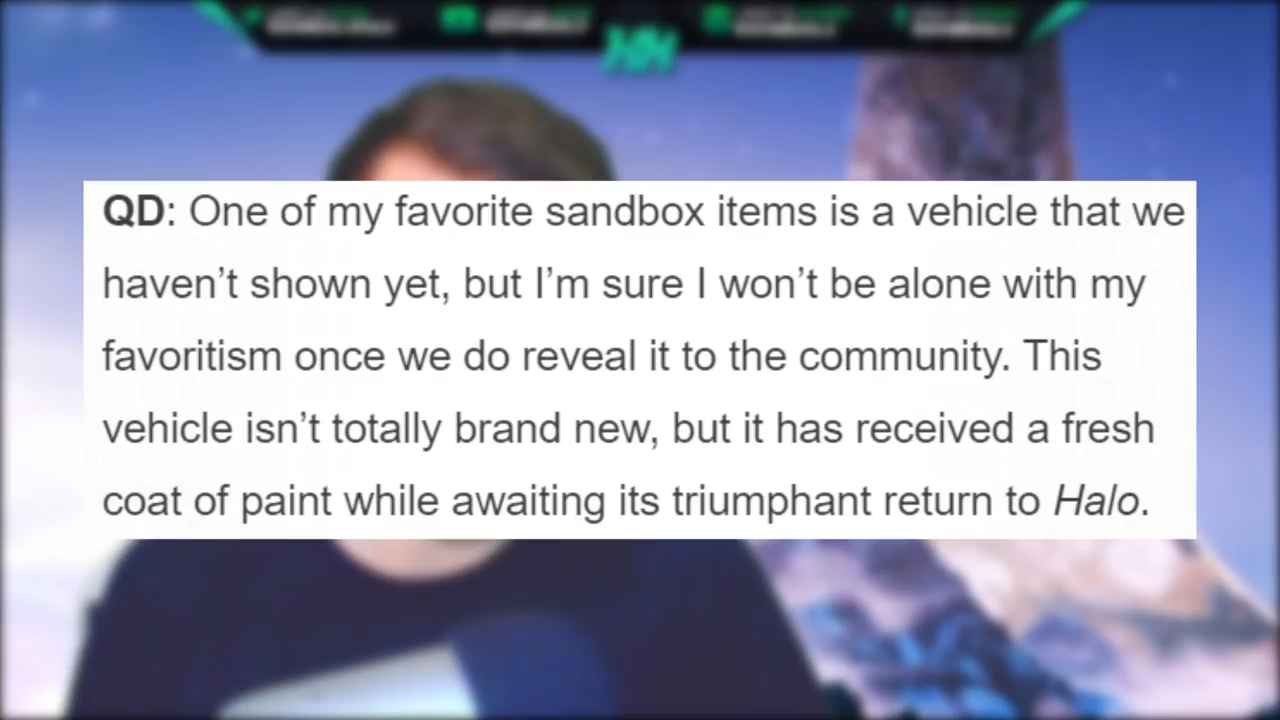 HH
QD: One of my favorite sandbox items is a vehicle that we
haven’t shown yet, but I’m sure I won’t be alone with my
favoritism once we do reveal it to the community. This
vehicle isn’t totally brand new, but it has received a fresh
coat of paint while awaiting its triumphant return to Halo.